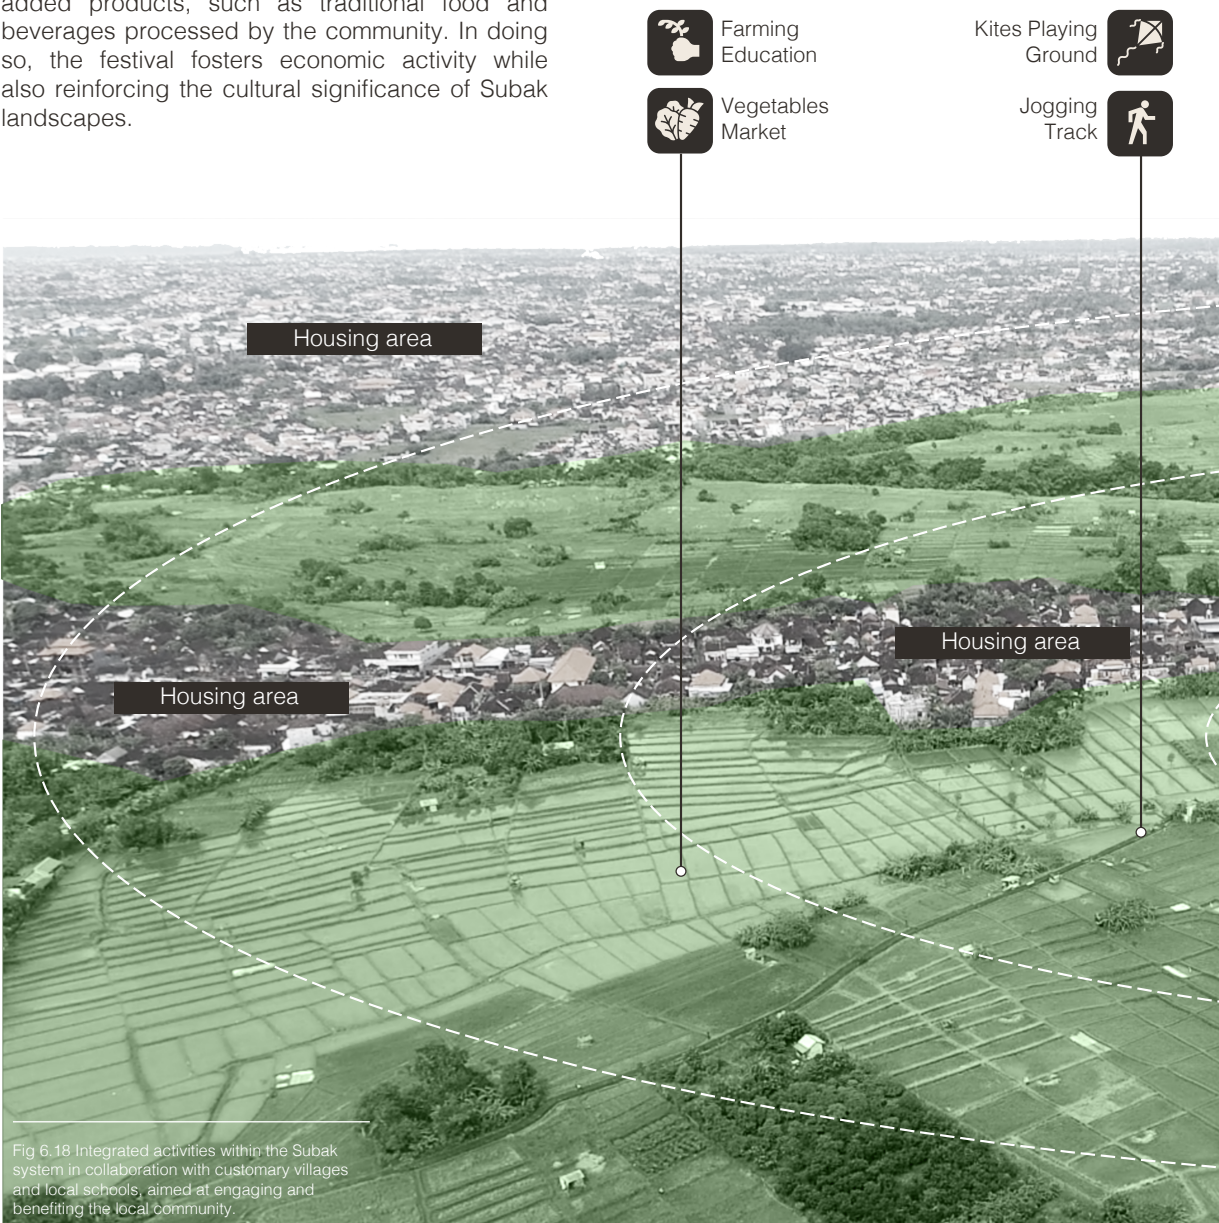 added products, such as traditional food and
beverages processed by the community. In doing
so, the festival fosters economic activity while
also reinforcing the cultural significance of Subak
landscapes.
Farming
Education
Vegetables
Market
Kites Playing
Ground
Jogging
Track
Housing area
Housing area
Housing area
Fig 6.18 Integrated activities within the Subak
system in collaboration with customary villages
and local schools, aimed at engaging and
benefiting the local community.